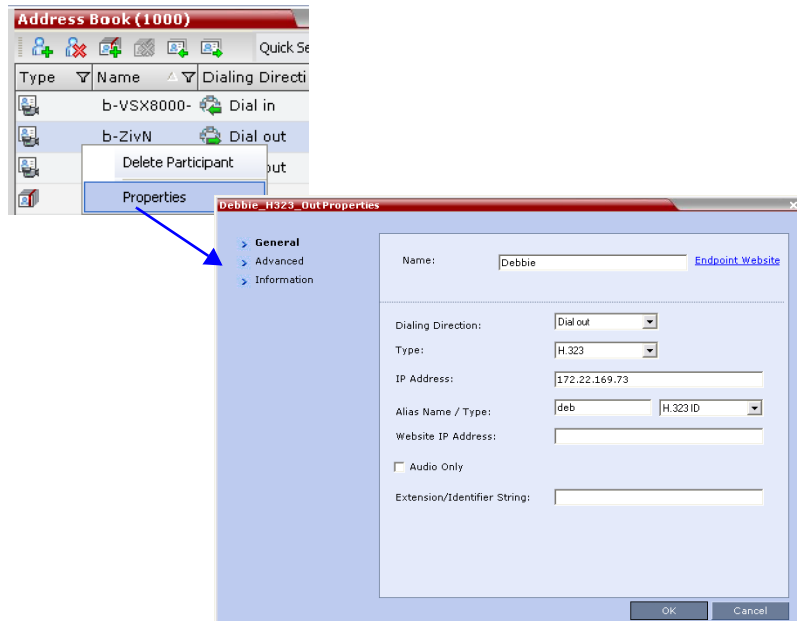 Address Book (1000)
Quick Se
Type Name Dialing Directi
b-VSX8000- Dial in
b-ZivN Dial out
Delete Participant out
Properties
Debbie_H323_OutProperties
General
Advanced
Information
Name: Debbie Endpoint Website
Dialing Direction: Dial out
Type: H.323
IP Address: 172.22.169.73
Alias Name / Type: deb H.323 ID
Website IP Address:
Audio Only
Extension/Identifier String:
OK Cancel